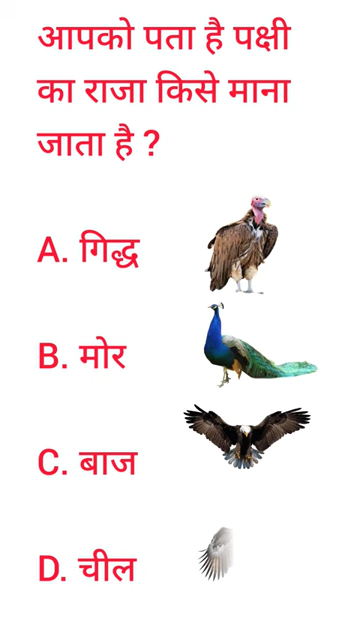 आपको पता है पक्षी
का राजा किसे माना
जाता है ?
A. गिद्ध
B. मोर
C. बाज
D. चील